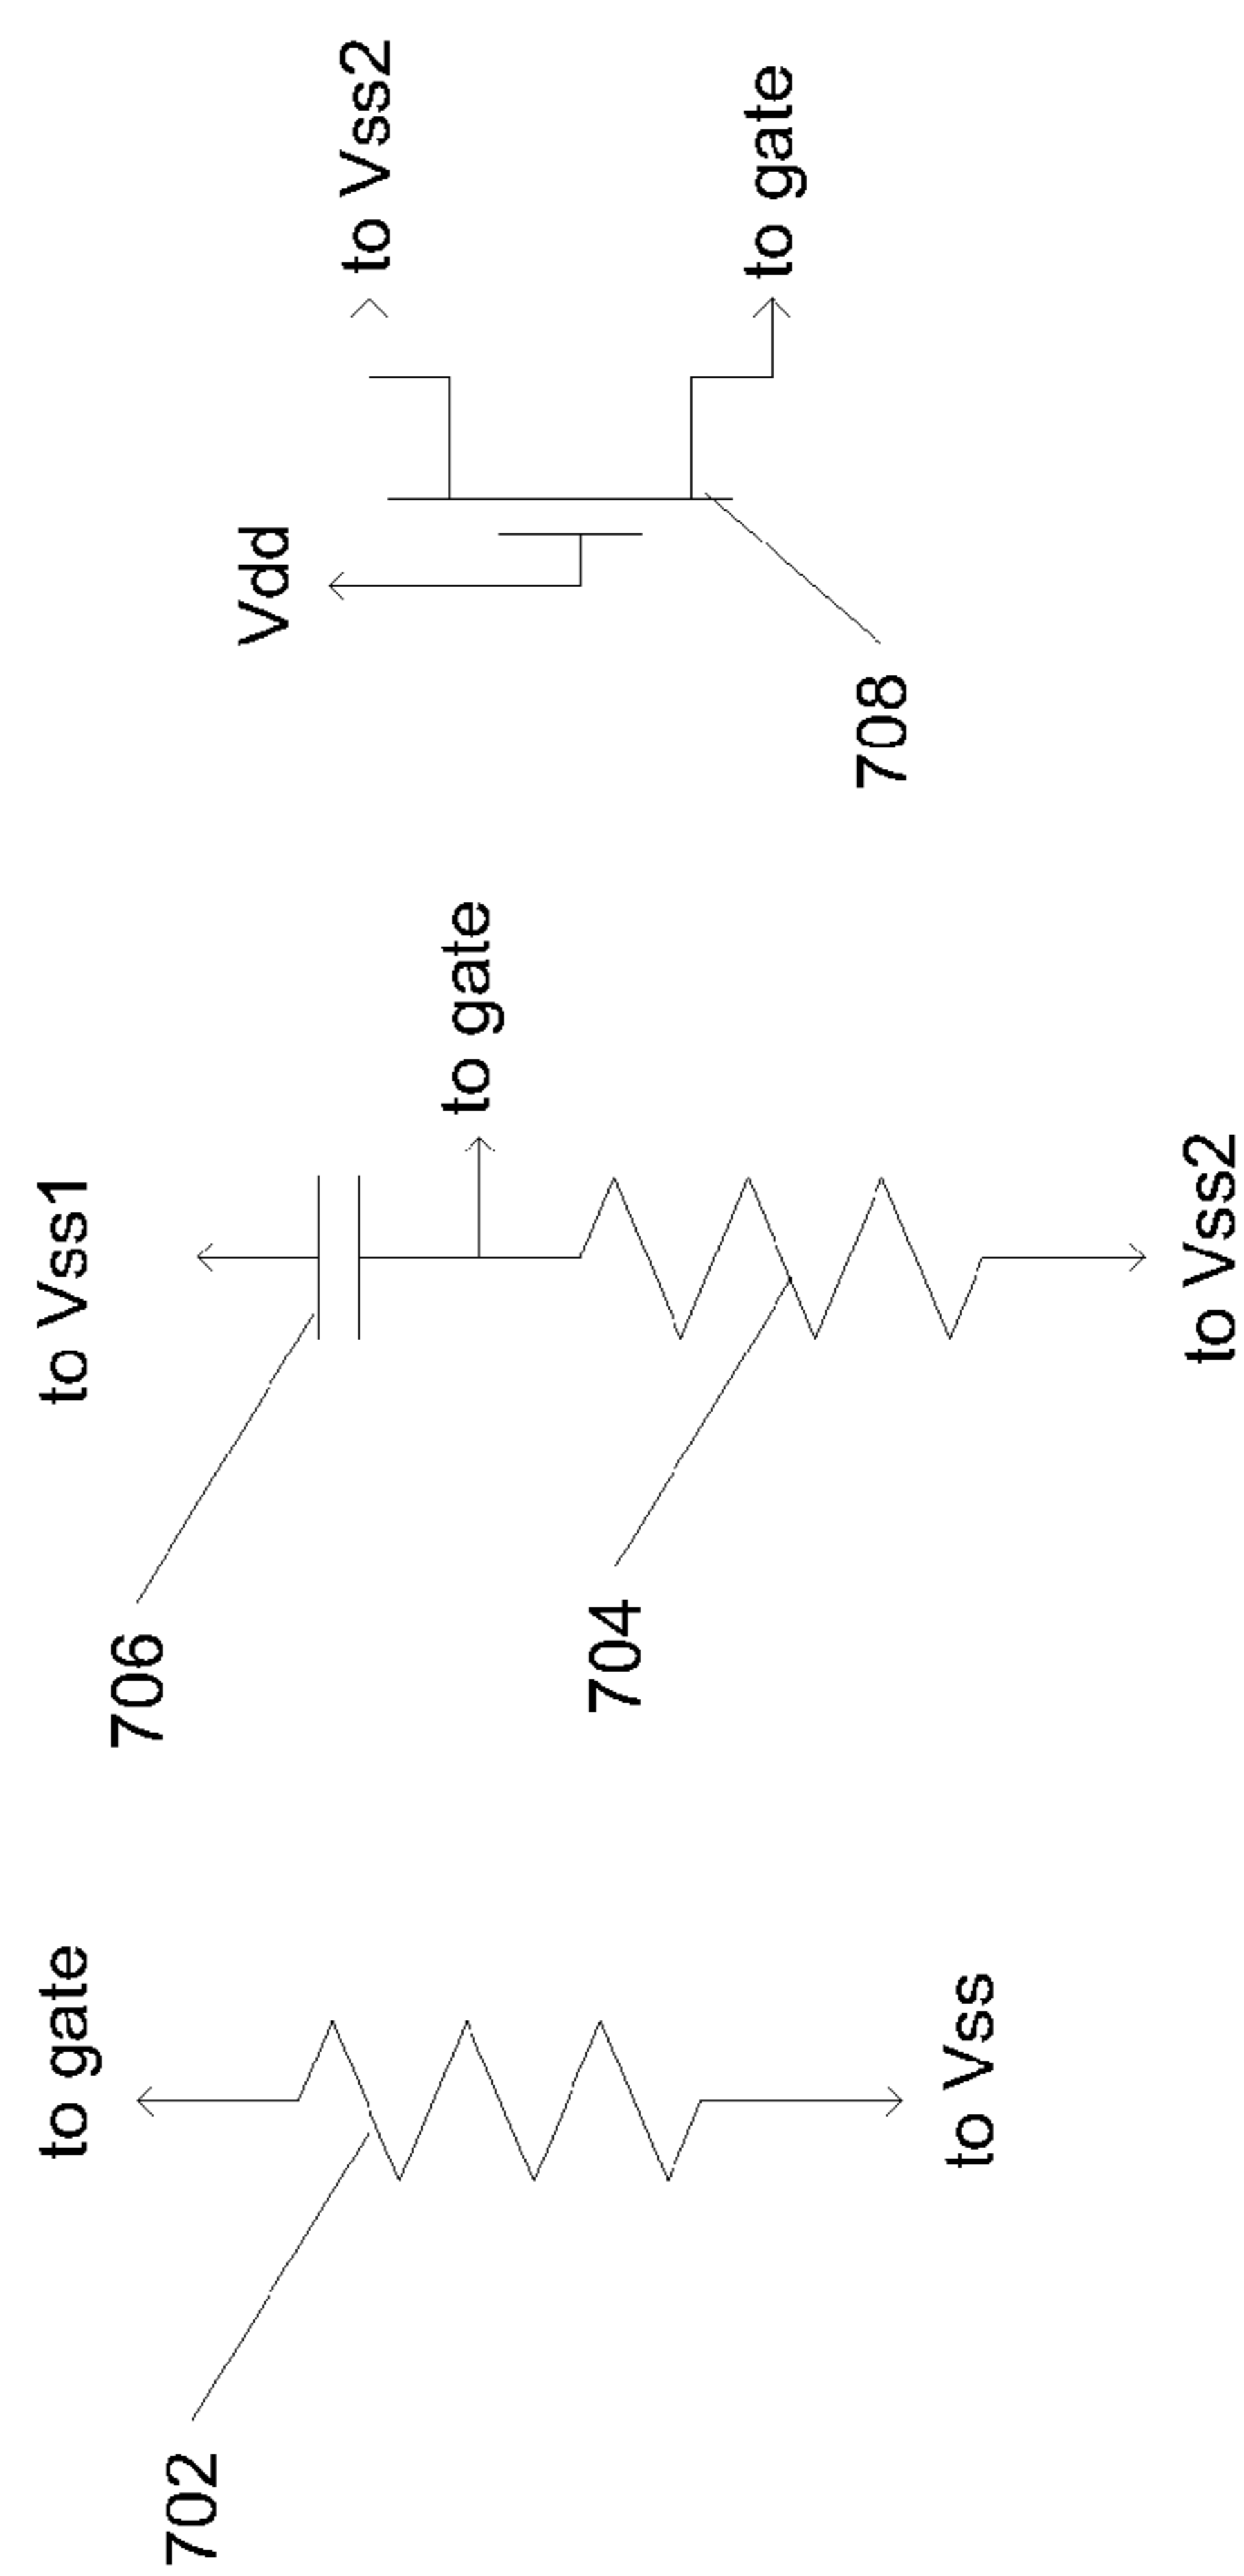 to gate
702
to Vss
to Vss1
706
to gate
704
to Vss2
Vdd
to Vss2
to gate
708